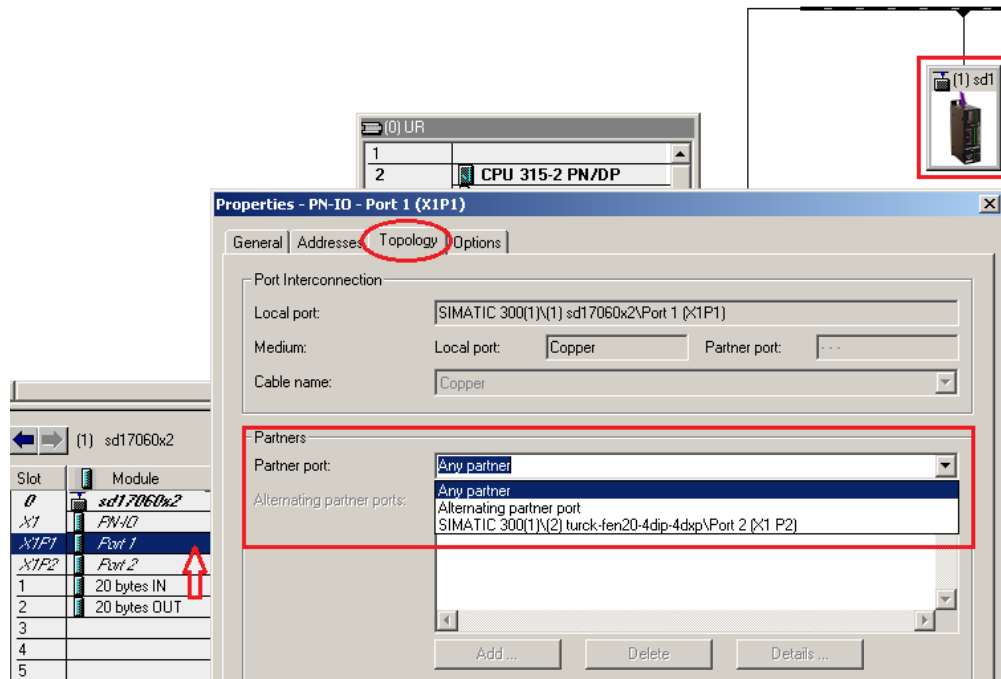 (1) sd1
(0) UR
1
2 CPU 315-2 PN/DP
Properties - PN-IO - Port 1 (X1P1)
General Addresses Topology Options
Port Interconnection
Local port: SIMATIC 300(1)\(1) sd17060x2\Port 1 (X1P1)
Medium: Local port: Copper Partner port: - - -
Cable name: Copper
Partners
Partner port: Any partner
Any partner
Alternating partner ports:
Alternating partner port
SIMATIC 300(1)\(2) turck-fen20-4dip-4dxp\Port 2 (X1 P2)
Add ... Delete Details ...
(1) sd17060x2
Slot Module
0 sd17060x2
X1 PN-IO
X1P1 Port 1
X1P2 Port 2
1 20 bytes IN
2 20 bytes OUT
3
4
5